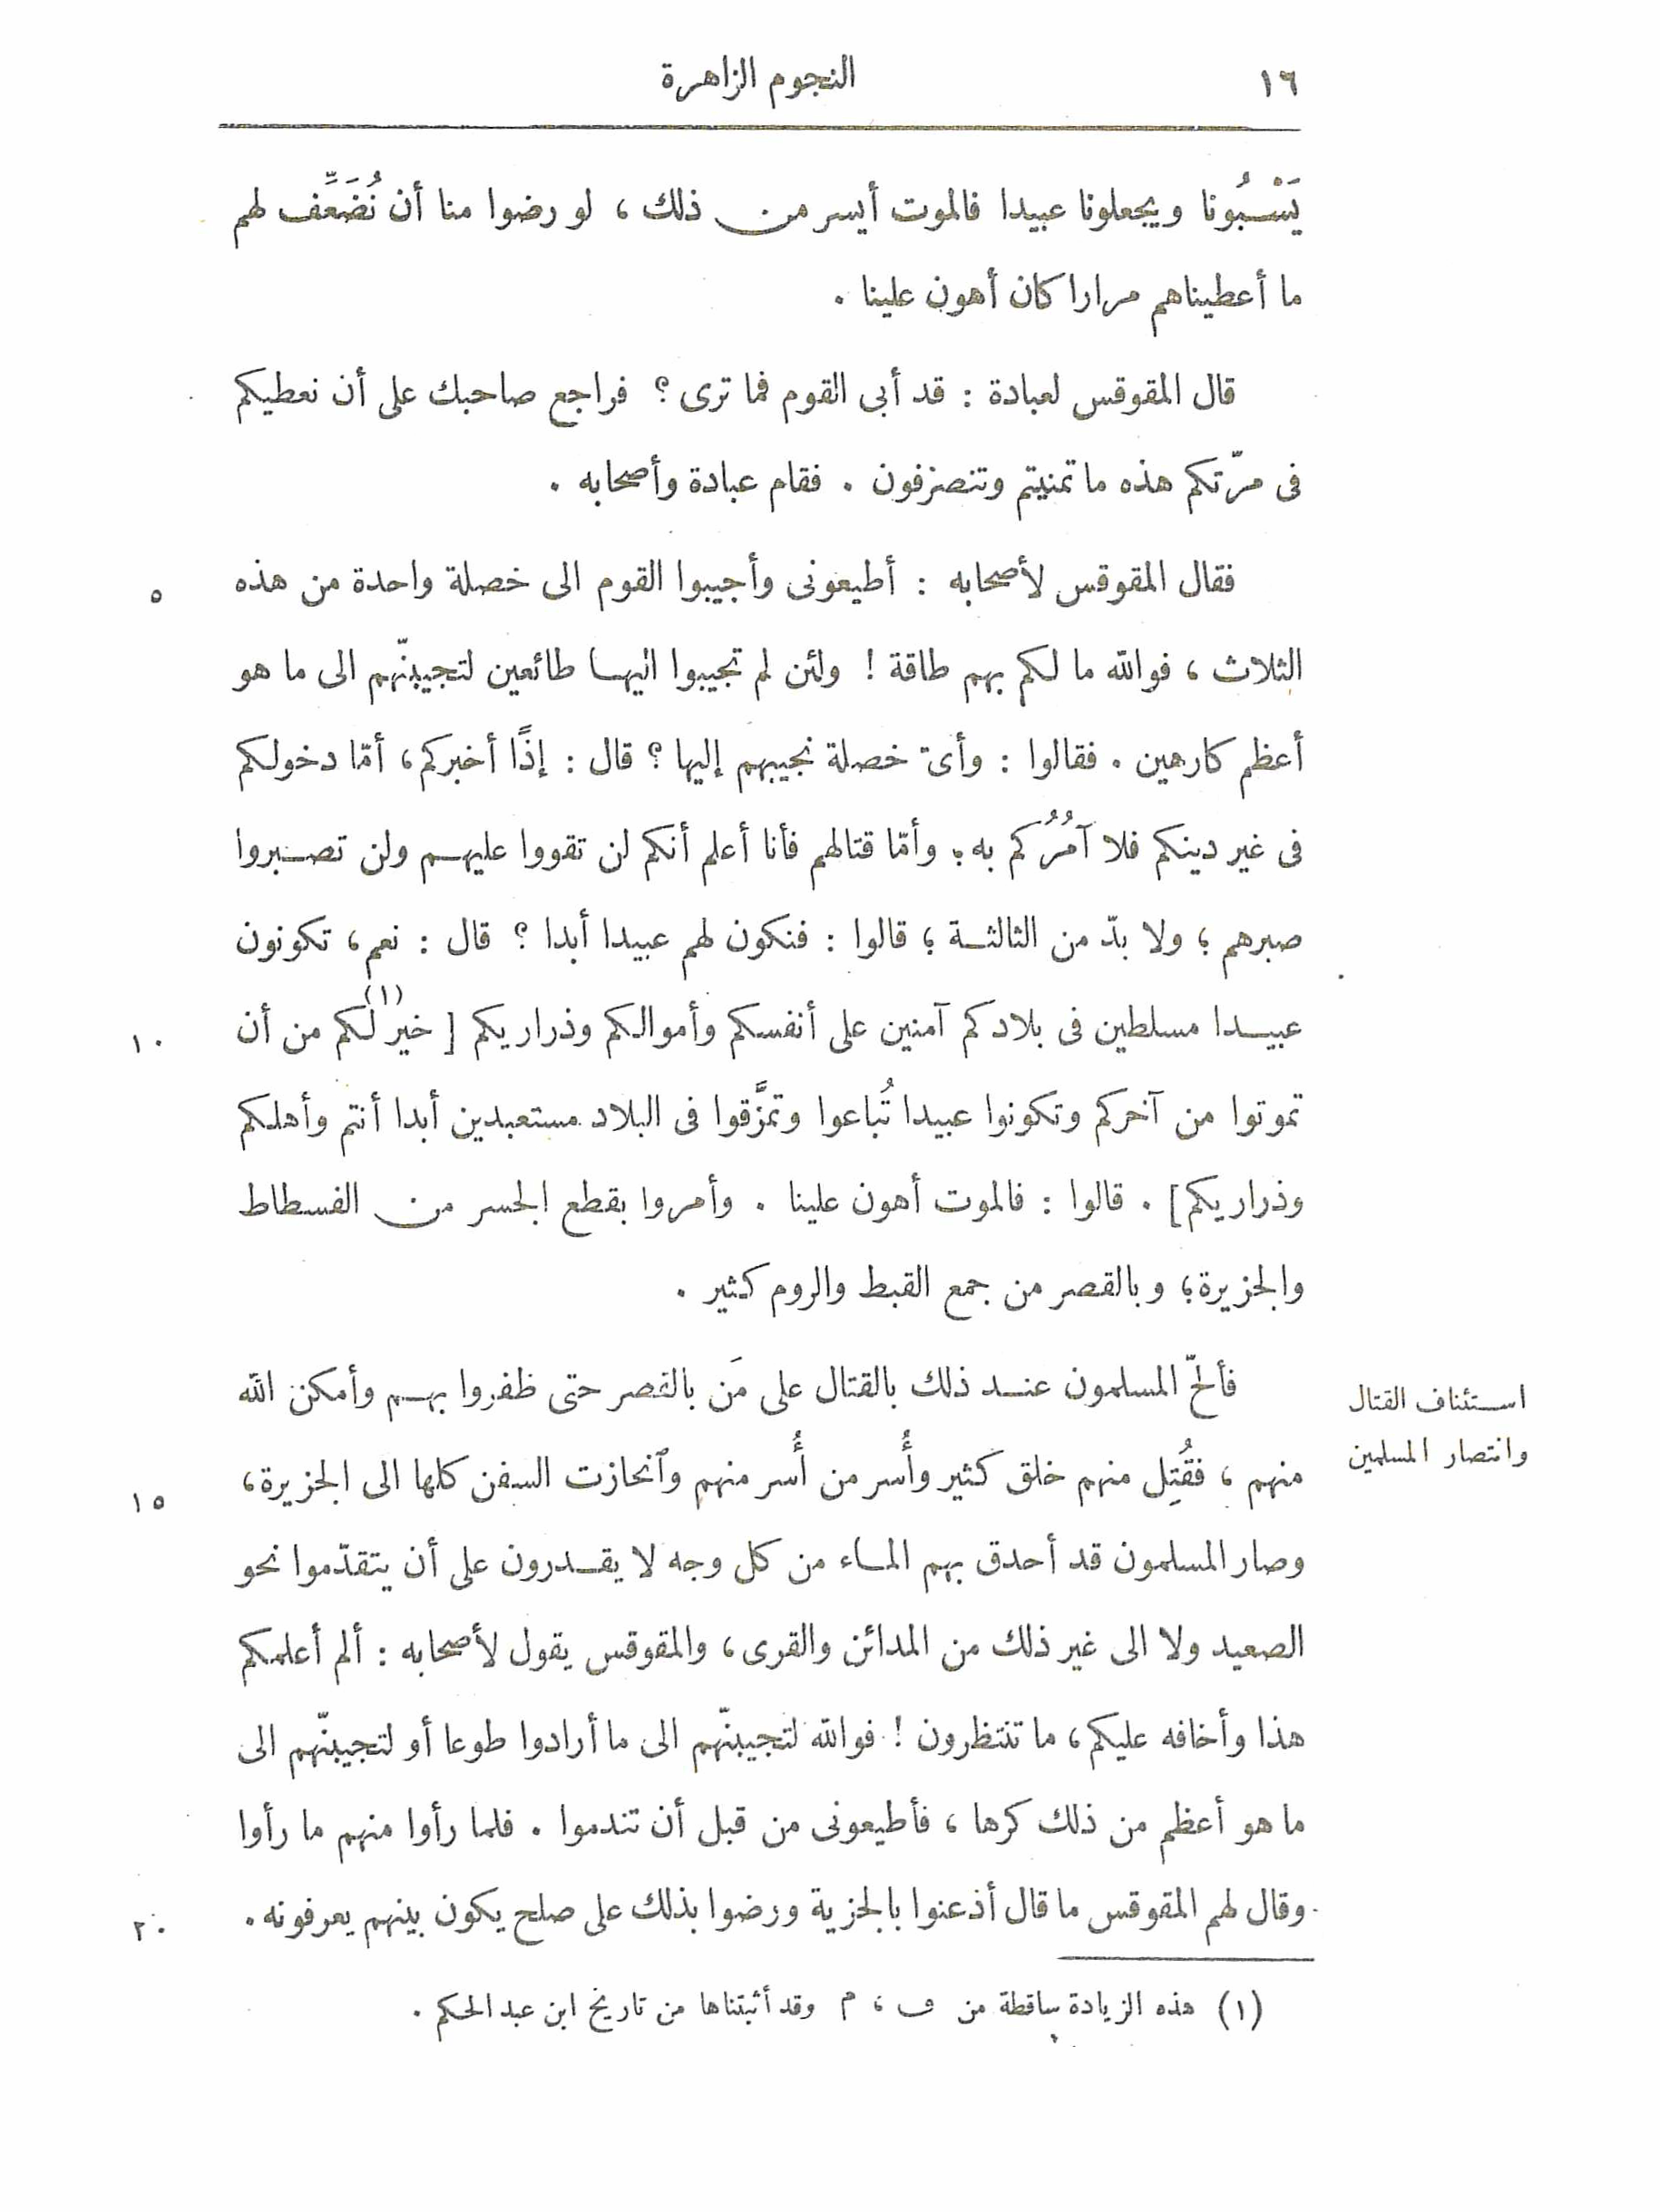 ١٦
النجوم الزاهرة
يَسْبُونا ويجعلونا عبيدا فالموت أيسر من ذلك ، لو رضوا منا أن نُضَعِّف لهم
ما أعطيناهم مرارا كان أهون علينا .
قال المقوقس لعبادة : قد أبى القوم فما ترى ؟ فراجع صاحبك على أن نعطيكم
فى مرّتكم هذه ما تمنيتم وتنصرفون . فقام عبادة وأصحابه .
فقال المقوقس لأصحابه : أطيعونى وأجيبوا القوم الى خصلة واحدة من هذه
٥
الثلاث ، فوالله ما لكم بهم طاقة ! ولئن لم تجيبوا اليها طائعين لتجيبنّهم الى ما هو
أعظم كارهين . فقالوا : وأىّ خصلة نجيبهم إليها ؟ قال : إذًا أخبركم ، أمّا دخولكم
فى غير دينكم فلا آمُرُكم به ؛ وأمّا قتالهم فأنا أعلم أنكم لن تقووا عليهم ولن تصبروا
صبرهم ؛ ولا بدّ من الثالثة ؛ قالوا : فنكون لهم عبيدا أبدا ؟ قال : نعم ، تكونون
عبيدا مسلطين فى بلادكم آمنين على أنفسكم وأموالكم وذراريكم [ خير (١) لكم من أن
١٠
تموتوا من آخركم وتكونوا عبيدا تُباعوا وتمزَّقوا فى البلاد مستعبدين أبدا أنتم وأهلكم
وذراريكم ] . قالوا : فالموت أهون علينا . وأمروا بقطع الجسر من الفسطاط
والجزيرة ؛ وبالقصر من جمع القبط والروم كثير .
استئناف القتال
وانتصار المسلمين
فألحّ المسلمون عند ذلك بالقتال على مَن بالقصر حتى ظفروا بهم وأمكن الله
منهم ، فقُتِل منهم خلق كثير وأُسر من أُسر منهم وٱنحازت السفن كلها الى الجزيرة ،
١٥
وصار المسلمون قد أحدق بهم الماء من كل وجه لا يقدرون على أن يتقدّموا نحو
الصعيد ولا الى غير ذلك من المدائن والقرى ، والمقوقس يقول لأصحابه : ألم أعلمكم
هذا وأخافه عليكم ، ما تنتظرون ! فوالله لتجيبنّهم الى ما أرادوا طوعا أو لتجيبنّهم الى
ما هو أعظم من ذلك كرها ، فأطيعونى من قبل أن تندموا . فلما رأوا منهم ما رأوا
وقال لهم المقوقس ما قال أذعنوا بالجزية ورضوا بذلك على صلح يكون بينهم يعرفونه .
٢٠
(١) هذه الزيادة ساقطة من ف ، م وقد أثبتناها من تاريخ ابن عبد الحكم .